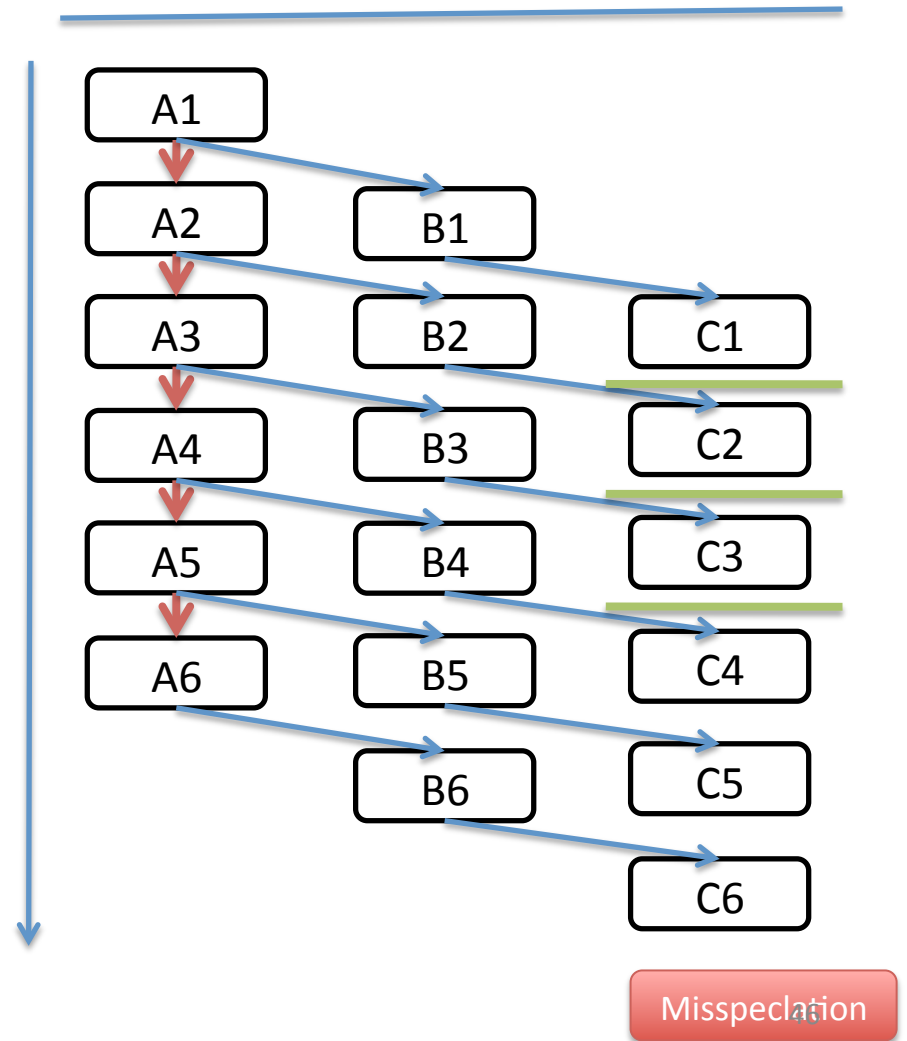 A1
A2 B1
A3 B2 C1
A4 B3 C2
A5 B4 C3
A6 B5 C4
B6 C5
C6
Misspeclation
46